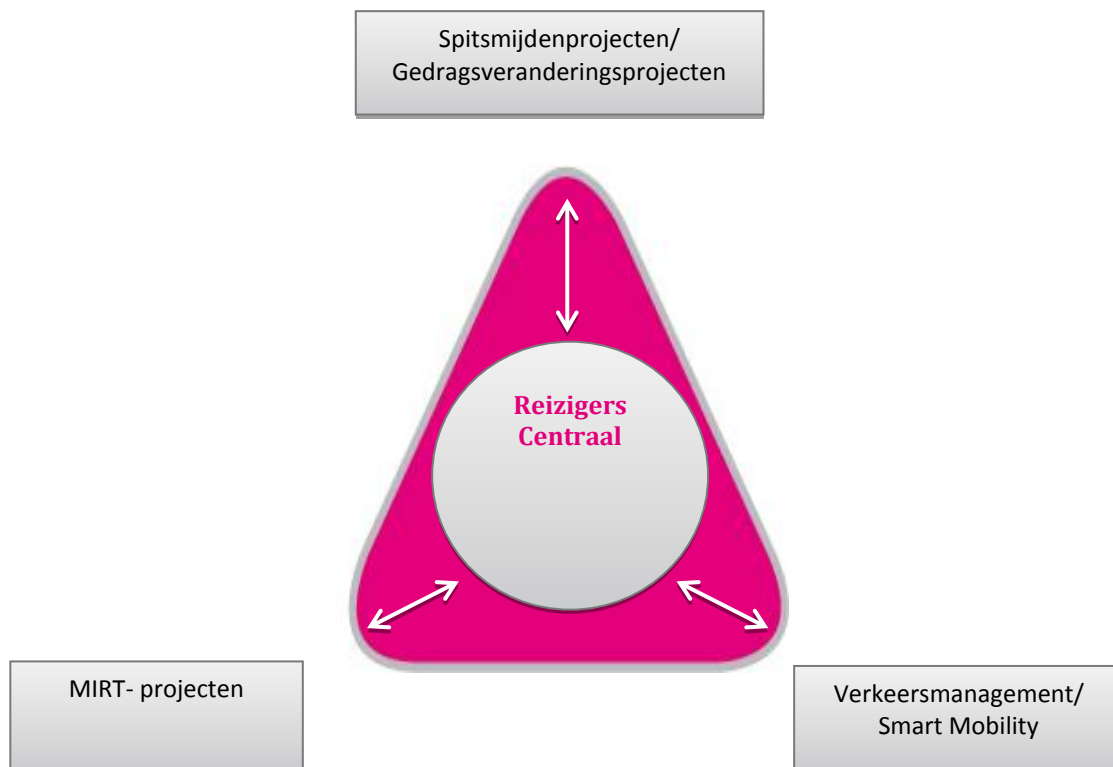 Spitsmijdenprojecten/
Gedragsveranderingsprojecten
Reizigers
Centraal
MIRT- projecten
Verkeersmanagement/
Smart Mobility